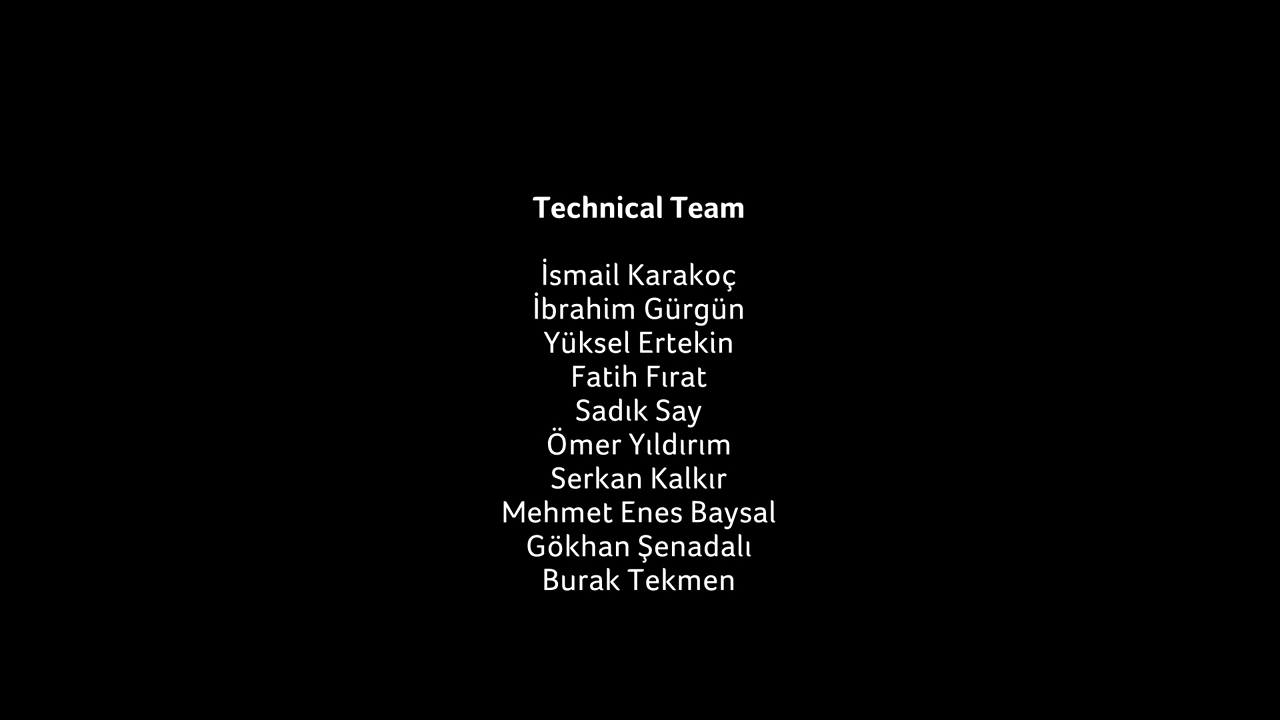 Technical Team
İsmail Karakoç
İbrahim Gürgün
Yüksel Ertekin
Fatih Fırat
Sadık Say
Ömer Yıldırım
Serkan Kalkır
Mehmet Enes Baysal
Gökhan Şenadalı
Burak Tekmen